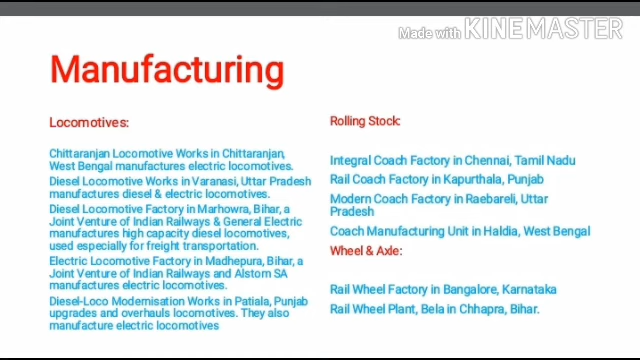 Made with KINEMASTER
Manufacturing
Locomotives:
Chittaranjan Locomotive Works in Chittaranjan,
West Bengal manufactures electric locomotives.
Diesel Locomotive Works in Varanasi, Uttar Pradesh
manufactures diesel & electric locomotives.
Diesel Locomotive Factory in Marhowra, Bihar, a
Joint Venture of Indian Railways & General Electric
manufactures high capacity diesel locomotives,
used especially for freight transportation.
Electric Locomotive Factory in Madhepura, Bihar, a
Joint Venture of Indian Railways and Alstom SA
manufactures electric locomotives.
Diesel-Loco Modernisation Works in Patiala, Punjab
upgrades and overhauls locomotives. They also
manufacture electric locomotives
Rolling Stock:
Integral Coach Factory in Chennai, Tamil Nadu
Rail Coach Factory in Kapurthala, Punjab
Modern Coach Factory in Raebareli, Uttar
Pradesh
Coach Manufacturing Unit in Haldia, West Bengal
Wheel & Axle:
Rail Wheel Factory in Bangalore, Karnataka
Rail Wheel Plant, Bela in Chhapra, Bihar.